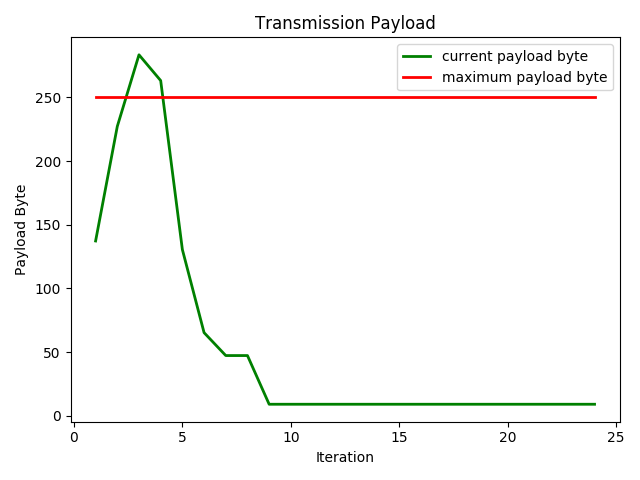 Transmission Payload
current payload byte
maximum payload byte
Payload Byte
250
200
150
100
50
0
0 5 10 15 20 25
Iteration